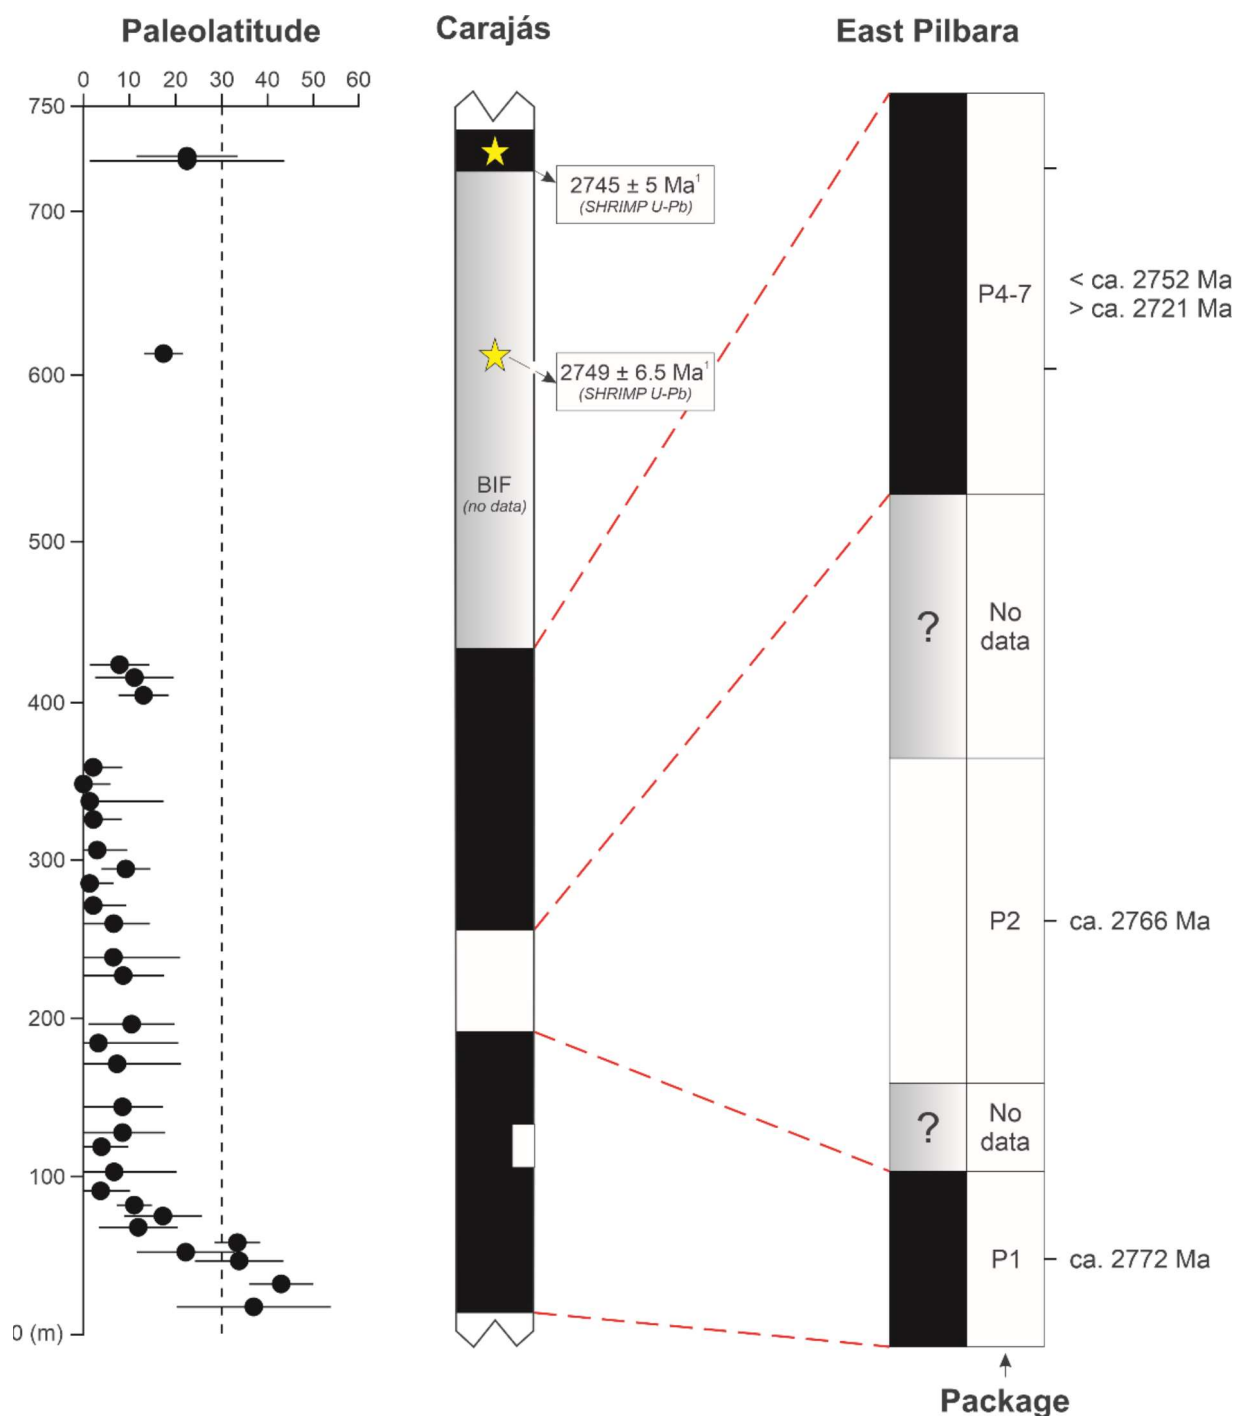 Paleolatitude
Carajás
East Pilbara
0 10 20 30 40 50 60
750
700
600
500
400
300
200
100
0 (m)
2745 ± 5 Ma¹
(SHRIMP U-Pb)
2749 ± 6.5 Ma¹
(SHRIMP U-Pb)
BIF
(no data)
P4-7
< ca. 2752 Ma
> ca. 2721 Ma
?
No
data
P2
ca. 2766 Ma
?
No
data
P1
ca. 2772 Ma
Package